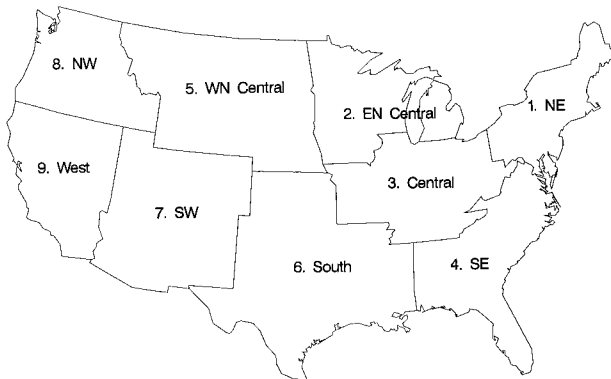 8. NW
5. WN Central
2. EN Central
1. NE
9. West
3. Central
7. SW
6. South
4. SE